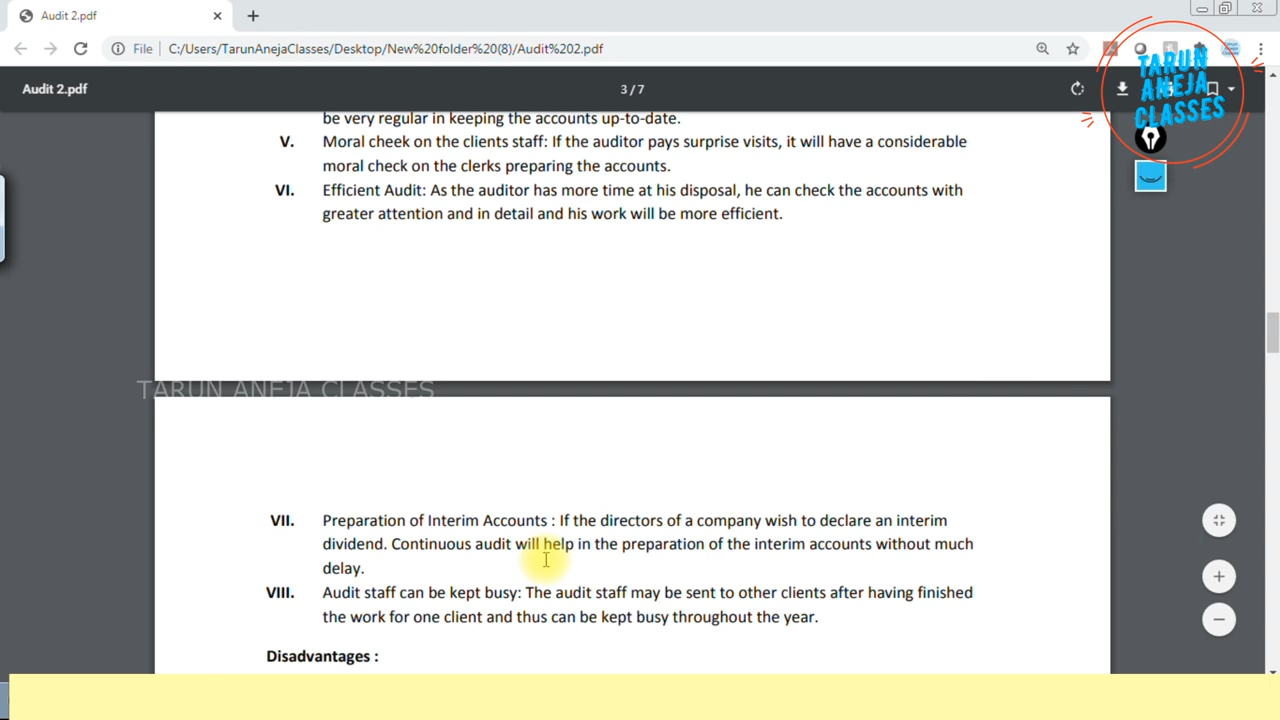 Audit 2.pdf
File
C:/Users/TarunAnejaClasses/Desktop/New%20folder%20(8)/Audit%202.pdf
TARUN
ANEJA
CLASSES
Audit 2.pdf
3 / 7
be very regular in keeping the accounts up-to-date.
V. Moral cheek on the clients staff: If the auditor pays surprise visits, it will have a considerable
moral check on the clerks preparing the accounts.
VI. Efficient Audit: As the auditor has more time at his disposal, he can check the accounts with
greater attention and in detail and his work will be more efficient.
TARUN ANEJA CLASSES
VII. Preparation of Interim Accounts : If the directors of a company wish to declare an interim
dividend. Continuous audit will help in the preparation of the interim accounts without much
delay.
VIII. Audit staff can be kept busy: The audit staff may be sent to other clients after having finished
the work for one client and thus can be kept busy throughout the year.
Disadvantages :